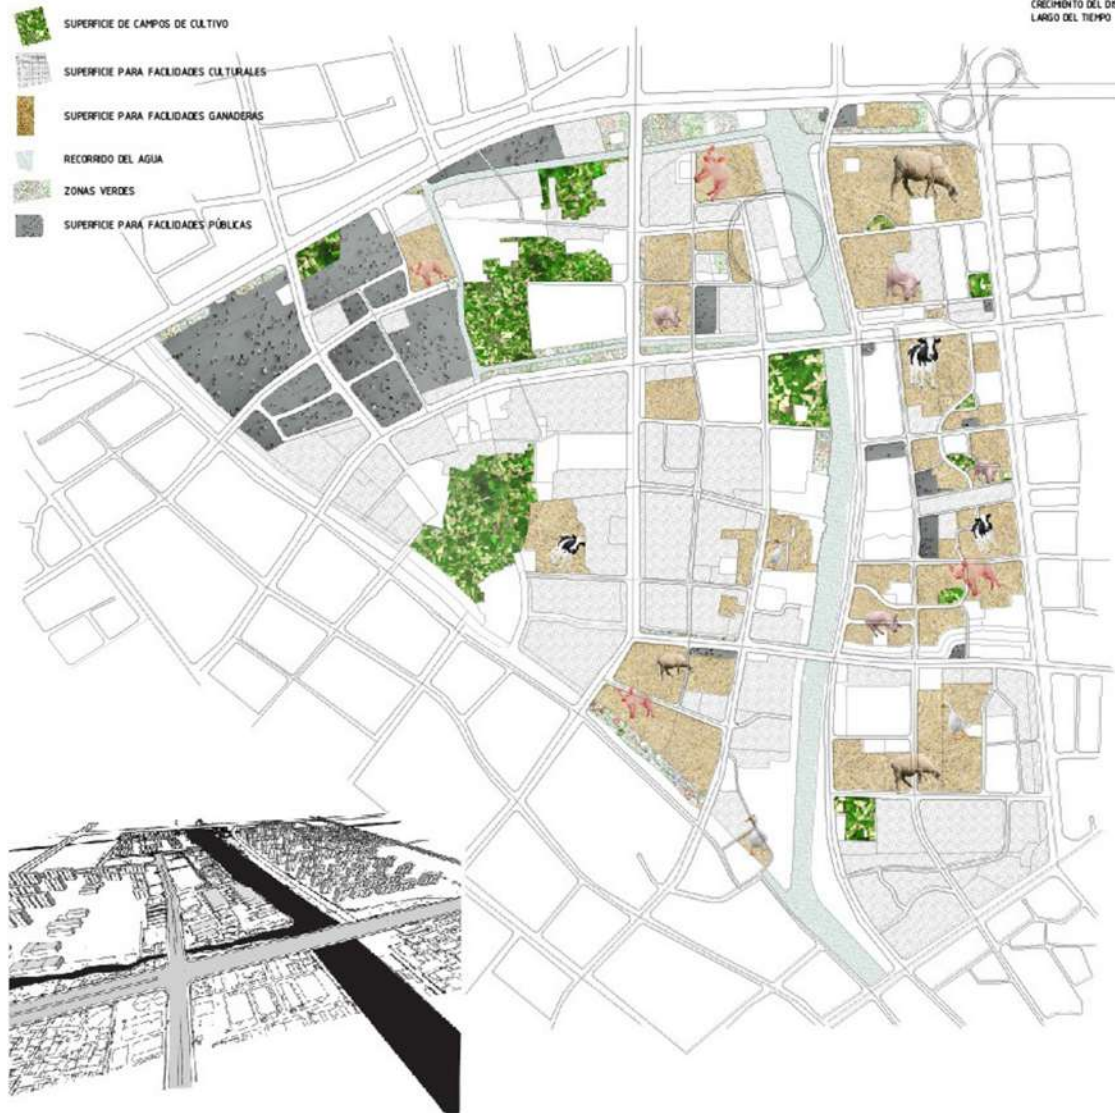 SUPERFICIE DE CAMPOS DE CULTIVO
SUPERFICIE PARA FACILIDADES CULTURALES
SUPERFICIE PARA FACILIDADES GANADERAS
RECORRIDO DEL AGUA
ZONAS VERDES
SUPERFICIE PARA FACILIDADES PÚBLICAS
CRECIMIENTO DEL
LARGO DEL TIEMPO